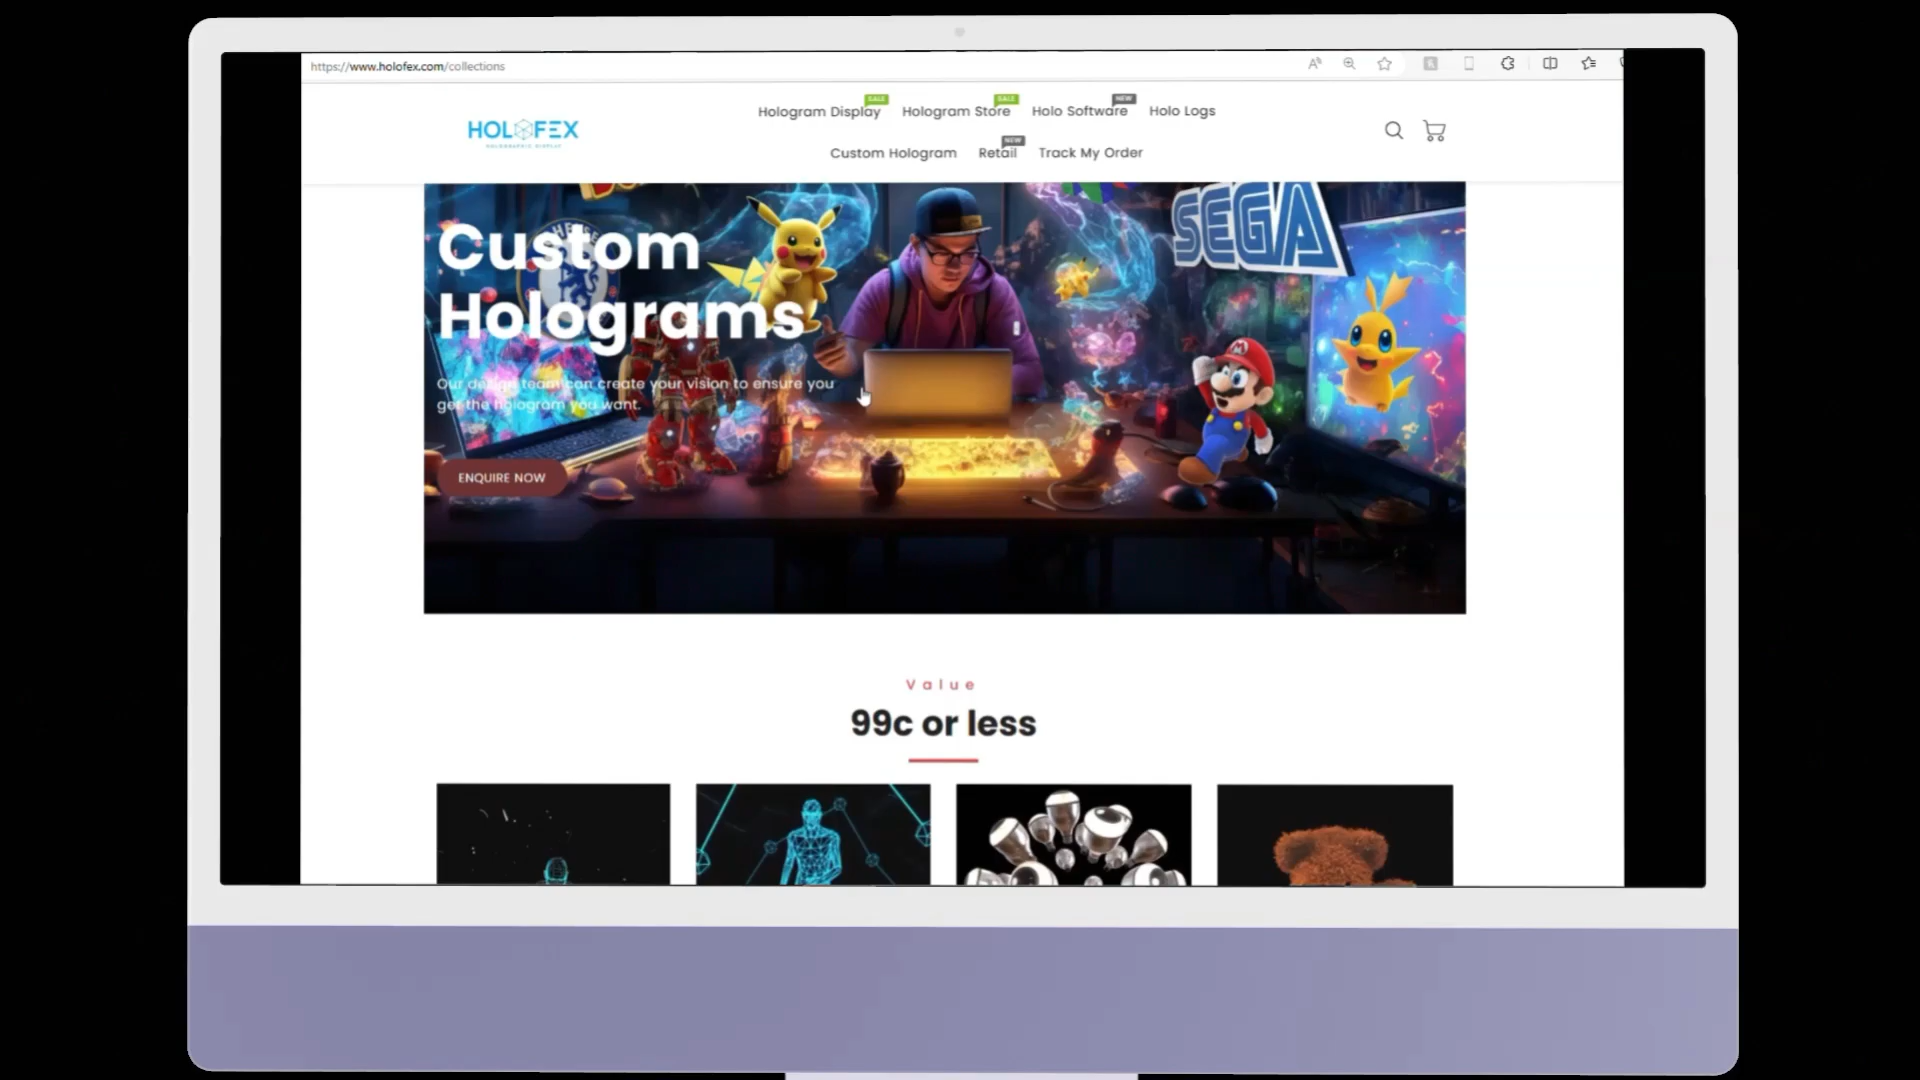 https://www.holofex.com/collections
SALE SALE NEW
Hologram Display Hologram Store Holo Software Holo Logs
HOLOFEX
HOLOGRAPHIC DISPLAY
NEW
Custom Hologram Retail Track My Order
SEGA
Custom
Holograms
Our design team can create your vision to ensure you
get the hologram you want.
ENQUIRE NOW
Value
99c or less